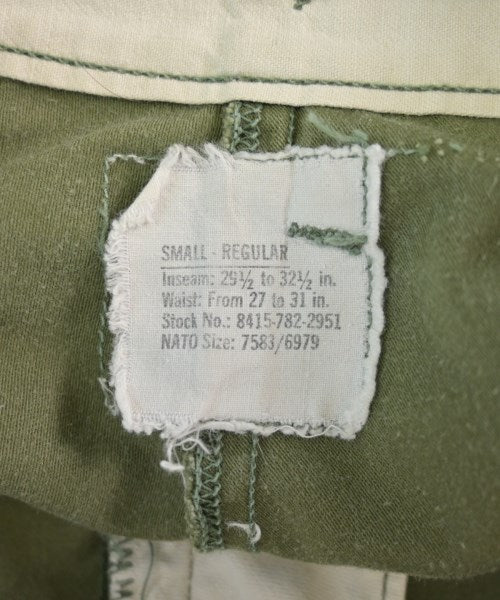 SMALL - REGULAR
Inseam: 29½ to 32½ in.
Waist: From 27 to 31 in.
Stock No.: 8415-782-2951
NATO Size: 7583/6979